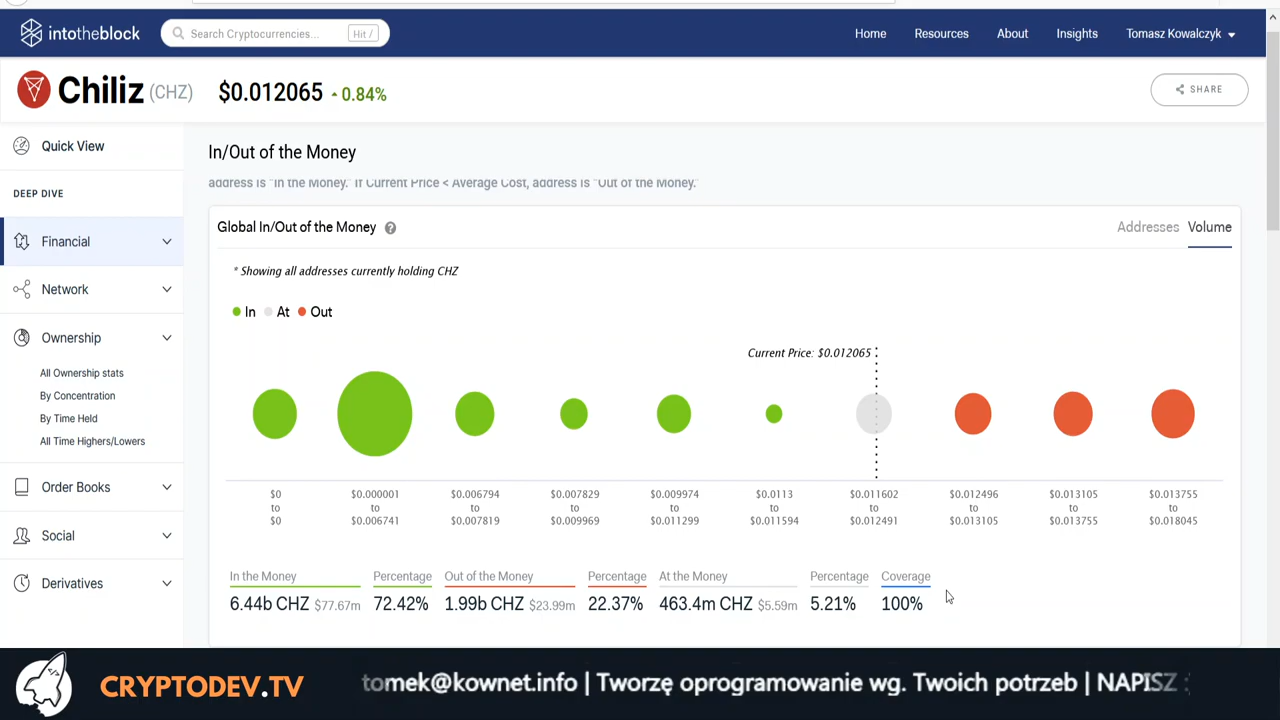 intotheblock
Search Cryptocurrencies... Hit /
Home Resources About Insights Tomasz Kowalczyk
Chiliz (CHZ) $0.012065 0.84%
SHARE
Quick View
DEEP DIVE
Financial
Network
Ownership
All Ownership stats
By Concentration
By Time Held
All Time Highers/Lowers
Order Books
Social
Derivatives
In/Out of the Money
address is "In the Money." If Current Price < Average Cost, address is "Out of the Money."
Global In/Out of the Money ?
Addresses Volume
* Showing all addresses currently holding CHZ
In At Out
Current Price: $0.012065
$0 $0.000001 $0.006794 $0.007829 $0.009974 $0.0113 $0.011602 $0.012496 $0.013105 $0.013755
to to to to to to to to to to
$0 $0.006741 $0.007819 $0.009969 $0.011299 $0.011594 $0.012491 $0.013105 $0.013755 $0.018045
In the Money Percentage Out of the Money Percentage At the Money Percentage Coverage
6.44b CHZ $77.67m 72.42% 1.99b CHZ $23.99m 22.37% 463.4m CHZ $5.59m 5.21% 100%
CRYPTODEV.TV
tomek@kownet.info | Tworzę oprogramowanie wg. Twoich potrzeb | NAPISZ :